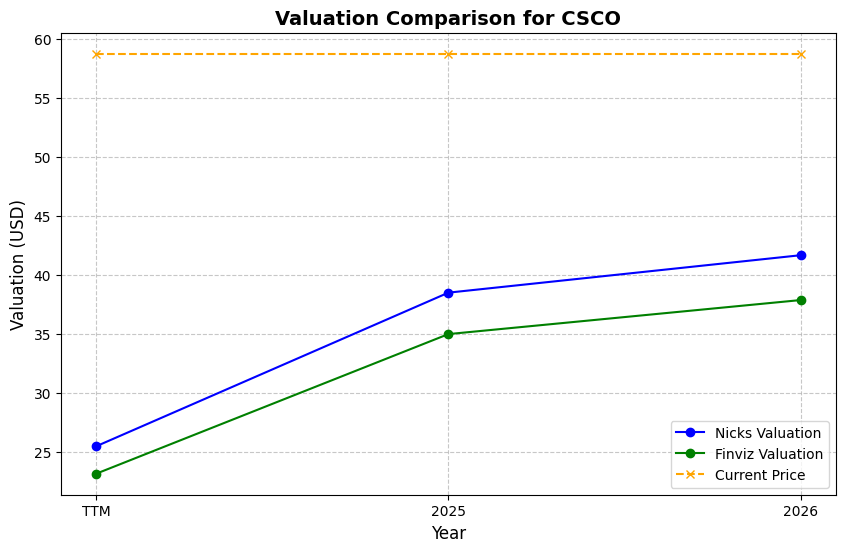 Valuation Comparison for CSCO
Valuation (USD)
60
55
50
45
40
35
30
25
TTM
2025
2026
Year
Nicks Valuation
Finviz Valuation
Current Price